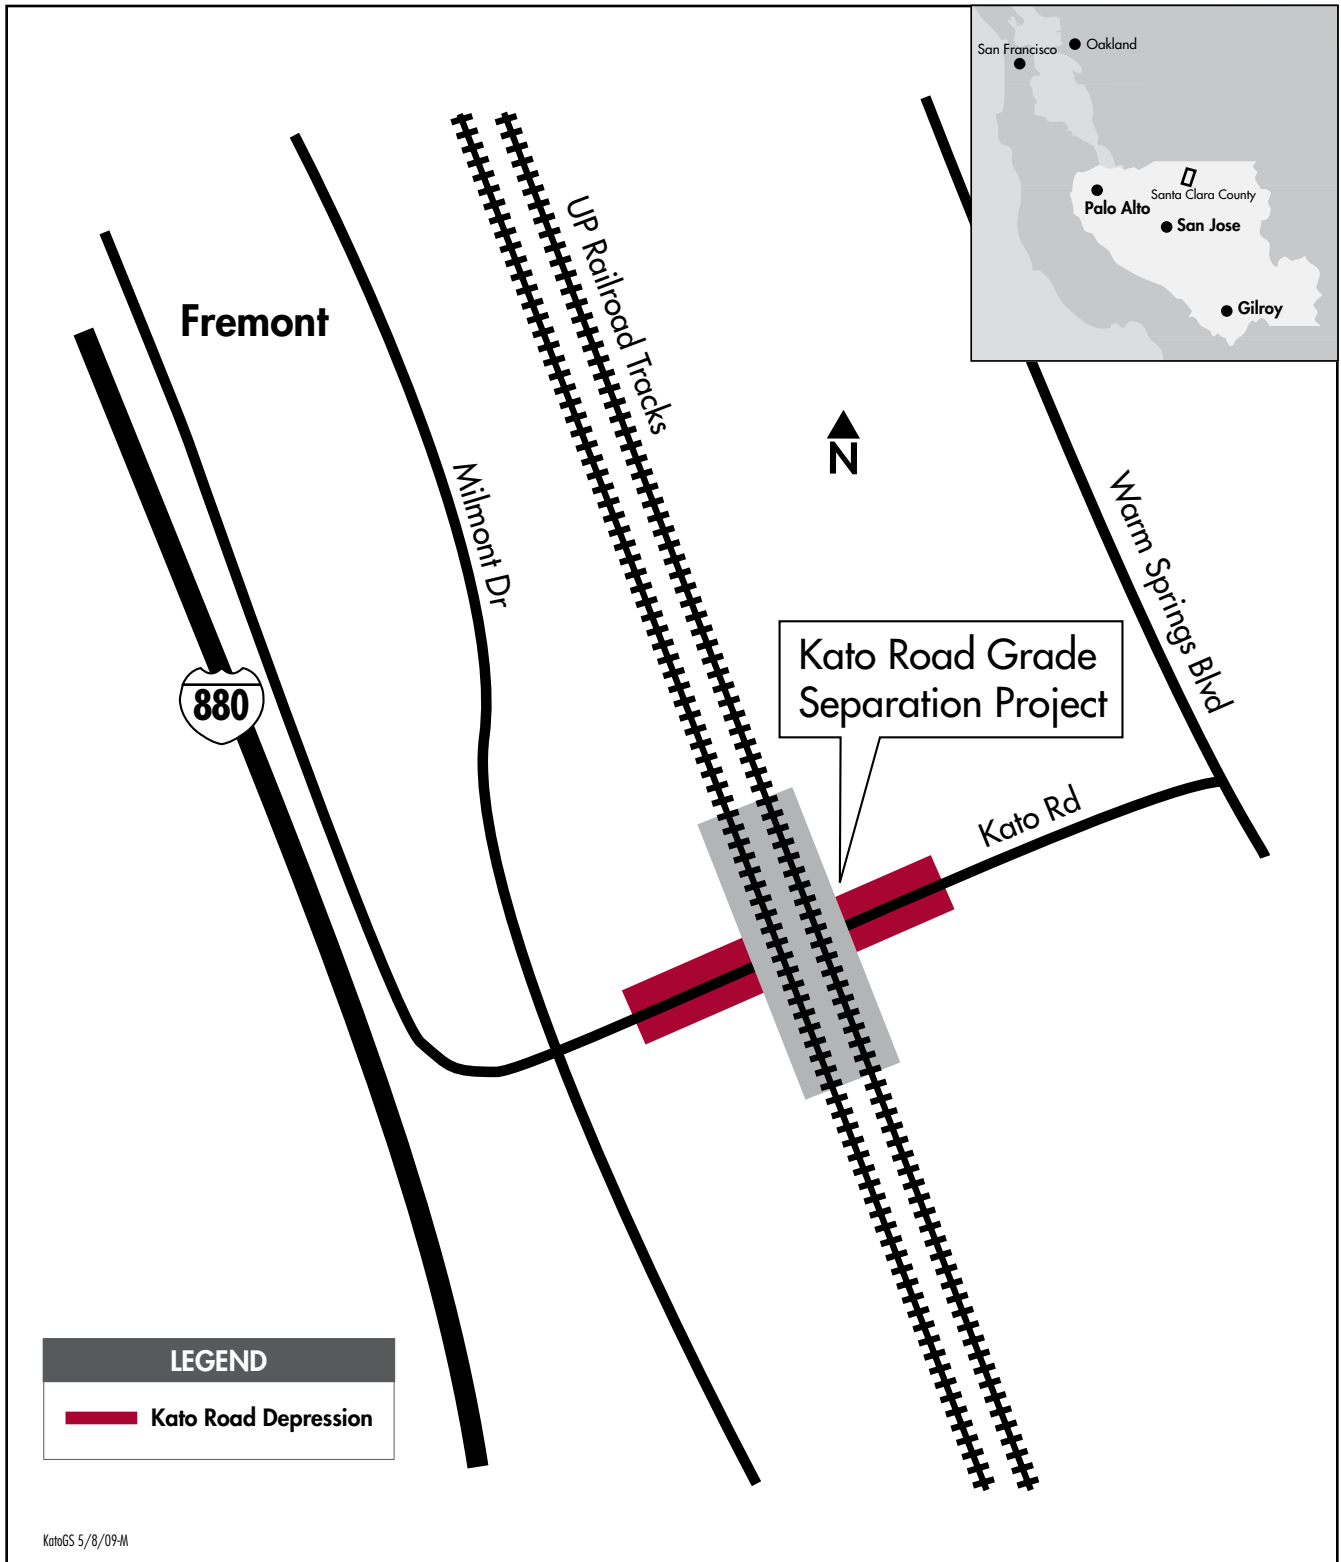 San Francisco
Oakland
Palo Alto
Santa Clara County
San Jose
Gilroy
Fremont
UP Railroad Tracks
N
Milmont Dr
Warm Springs Blvd
Kato Road Grade
Separation Project
880
Kato Rd
LEGEND
Kato Road Depression
KatoGS 5/8/09-M